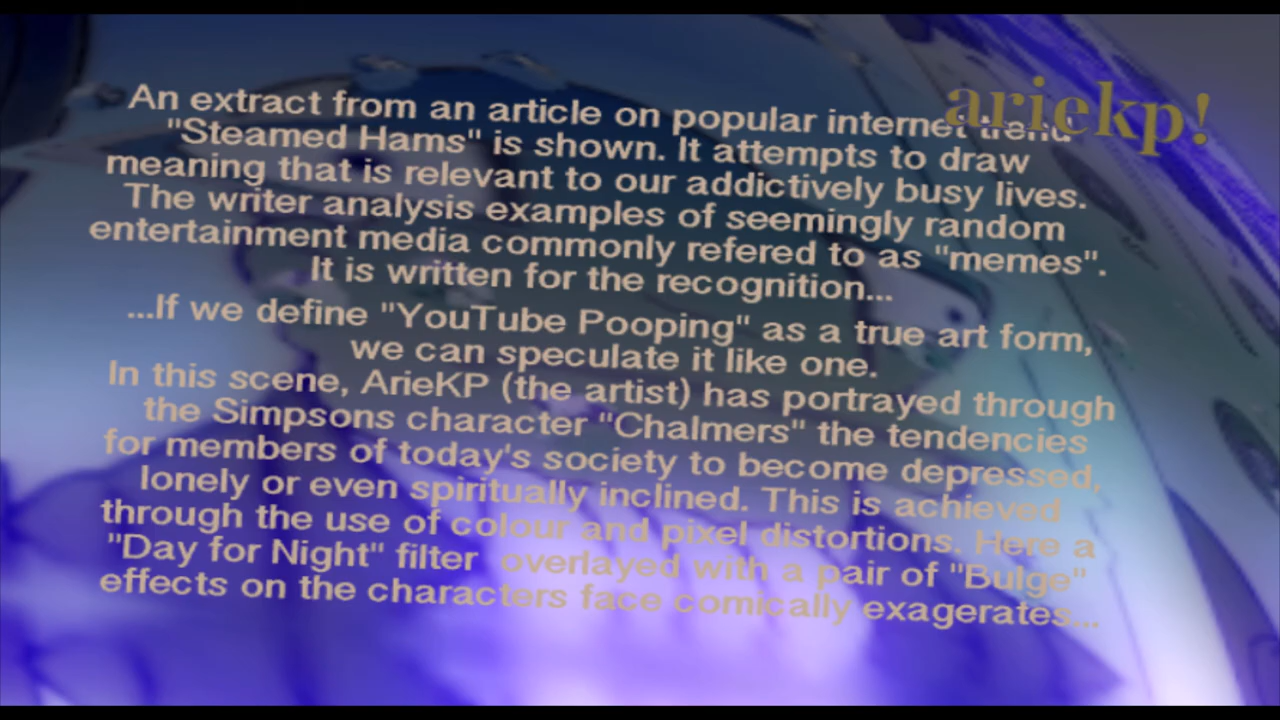 ariekp!
An extract from an article on popular internet trend
"Steamed Hams" is shown. It attempts to draw
meaning that is relevant to our addictively busy lives.
The writer analysis examples of seemingly random
entertainment media commonly refered to as "memes".
It is written for the recognition...
...If we define "YouTube Pooping" as a true art form,
we can speculate it like one.
In this scene, ArieKP (the artist) has portrayed through
the Simpsons character "Chalmers" the tendencies
for members of today's society to become depressed,
lonely or even spiritually inclined. This is achieved
through the use of colour and pixel distortions. Here a
"Day for Night" filter overlayed with a pair of "Bulge"
effects on the characters face comically exagerates...